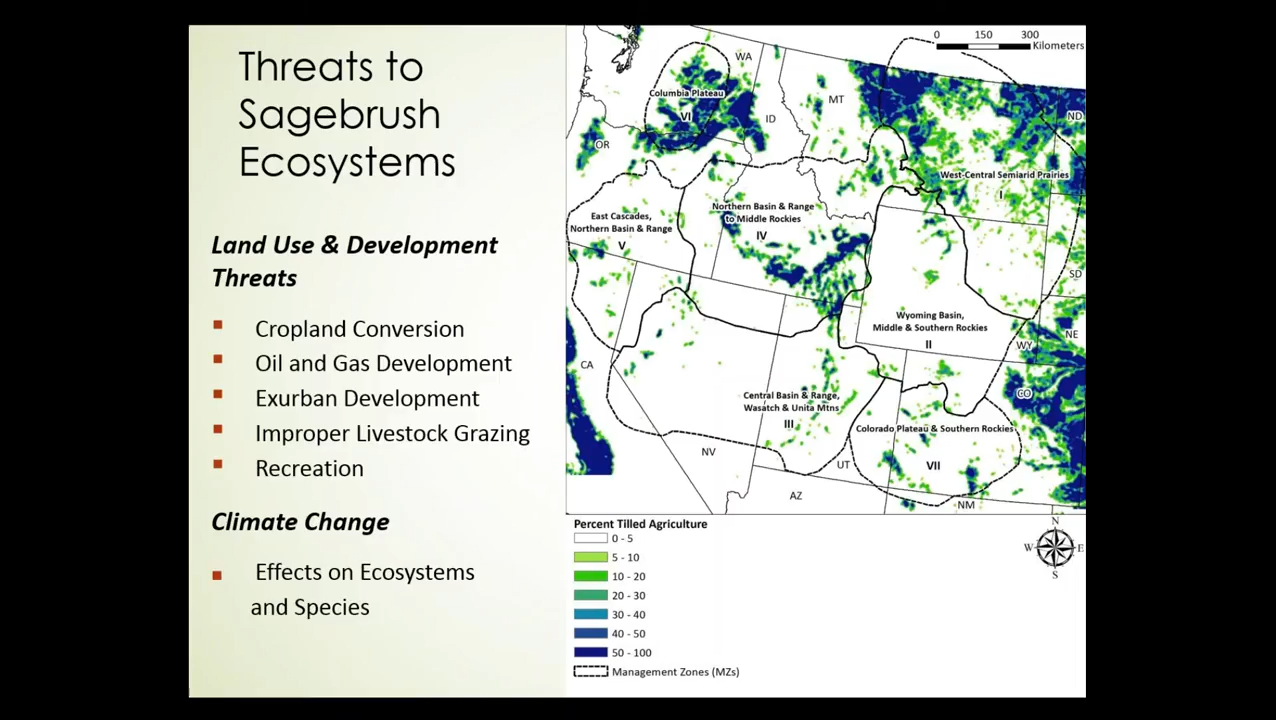 Threats to
Sagebrush
Ecosystems
Land Use & Development
Threats
Cropland Conversion
Oil and Gas Development
Exurban Development
Improper Livestock Grazing
Recreation
Climate Change
Effects on Ecosystems
and Species
0 150 300
Kilometers
WA
MT
ND
Columbia Plateau
VI
ID
OR
West-Central Semiarid Prairies
I
Northern Basin & Range
to Middle Rockies
IV
East Cascades,
Northern Basin & Range
V
SD
Wyoming Basin,
Middle & Southern Rockies
II
NE
WY
CA
CO
Central Basin & Range,
Wasatch & Unita Mtns
III
Colorado Plateau & Southern Rockies
VII
NV
UT
AZ
NM
Percent Tilled Agriculture
0 - 5
5 - 10
10 - 20
20 - 30
30 - 40
40 - 50
50 - 100
Management Zones (MZs)
N
W E
S